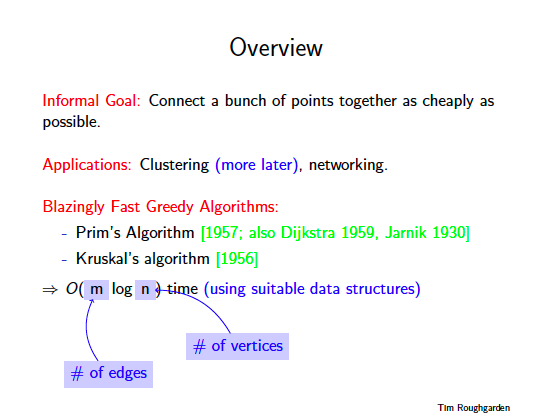 Overview
Informal Goal: Connect a bunch of points together as cheaply as
possible.
Applications: Clustering (more later), networking.
Blazingly Fast Greedy Algorithms:
- Prim's Algorithm [1957; also Dijkstra 1959, Jarnik 1930]
- Kruskal's algorithm [1956]
⇒ O(m log n) time (using suitable data structures)
# of vertices
# of edges
Tim Roughgarden